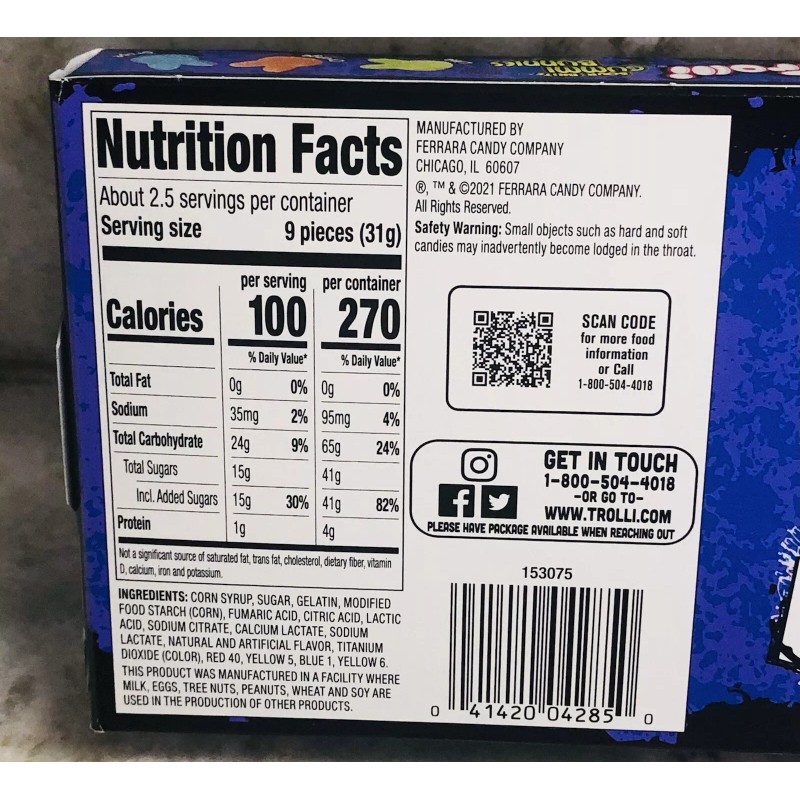 TROLLI
GUMMI
BUNNIES
Nutrition Facts
About 2.5 servings per container
Serving size 9 pieces (31g)
per serving per container
Calories 100 270
% Daily Value* % Daily Value*
Total Fat 0g 0% 0g 0%
Sodium 35mg 2% 95mg 4%
Total Carbohydrate 24g 9% 65g 24%
Total Sugars 15g 41g
Incl. Added Sugars 15g 30% 41g 82%
Protein 1g 4g
Not a significant source of saturated fat, trans fat, cholesterol, dietary fiber, vitamin
D, calcium, iron and potassium.
INGREDIENTS: CORN SYRUP, SUGAR, GELATIN, MODIFIED
FOOD STARCH (CORN), FUMARIC ACID, CITRIC ACID, LACTIC
ACID, SODIUM CITRATE, CALCIUM LACTATE, SODIUM
LACTATE, NATURAL AND ARTIFICIAL FLAVOR, TITANIUM
DIOXIDE (COLOR), RED 40, YELLOW 5, BLUE 1, YELLOW 6.
THIS PRODUCT WAS MANUFACTURED IN A FACILITY WHERE
MILK, EGGS, TREE NUTS, PEANUTS, WHEAT AND SOY ARE
USED IN THE PRODUCTION OF OTHER PRODUCTS.
MANUFACTURED BY
FERRARA CANDY COMPANY
CHICAGO, IL 60607
®, ™ & ©2021 FERRARA CANDY COMPANY.
All Rights Reserved.
Safety Warning: Small objects such as hard and soft
candies may inadvertently become lodged in the throat.
SCAN CODE
for more food
information
or Call
1-800-504-4018
GET IN TOUCH
1-800-504-4018
-OR GO TO-
WWW.TROLLI.COM
PLEASE HAVE PACKAGE AVAILABLE WHEN REACHING OUT
153075
0 41420 04285 0